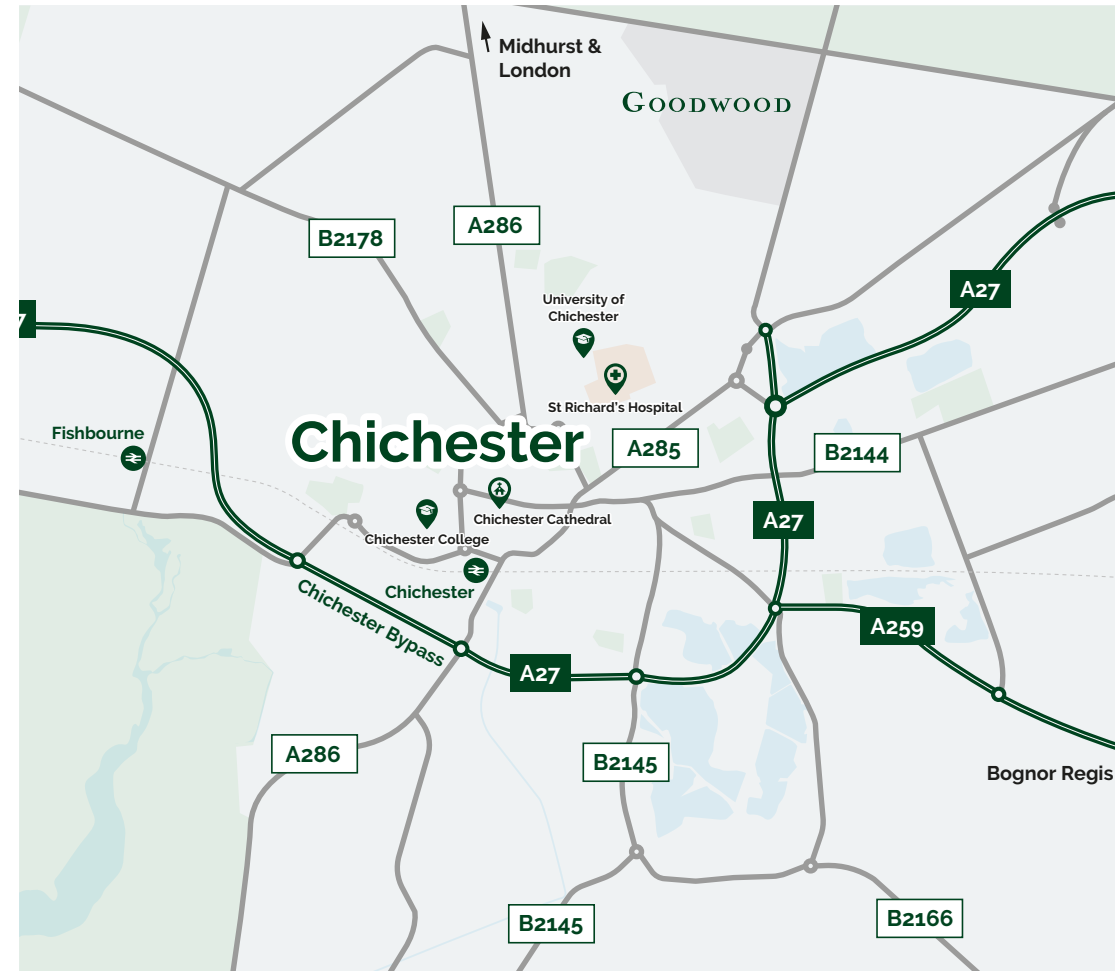 Midhurst &
London
GOODWOOD
A286
B2178
A27
University of
Chichester
7
St Richard's Hospital
Chichester
Fishbourne
A285
B2144
Chichester Cathedral
A27
Chichester College
Chichester
Chichester Bypass
A259
A27
A286
B2145
Bognor Regis
B2145
B2166